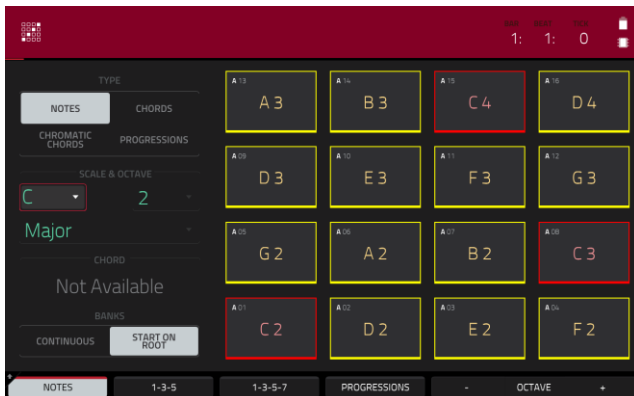 BAR BEAT TICK
1: 1: 0
TYPE
NOTES CHORDS
CHROMATIC CHORDS PROGRESSIONS
SCALE & OCTAVE
C 2
Major
CHORD
Not Available
BANKS
CONTINUOUS START ON ROOT
A 13 A 14 A 15 A 16
A 3 B 3 C 4 D 4
A 09 A 10 A 11 A 12
D 3 E 3 F 3 G 3
A 05 A 06 A 07 A 08
G 2 A 2 B 2 C 3
A 01 A 02 A 03 A 04
C 2 D 2 E 2 F 2
NOTES 1-3-5 1-3-5-7 PROGRESSIONS - OCTAVE +